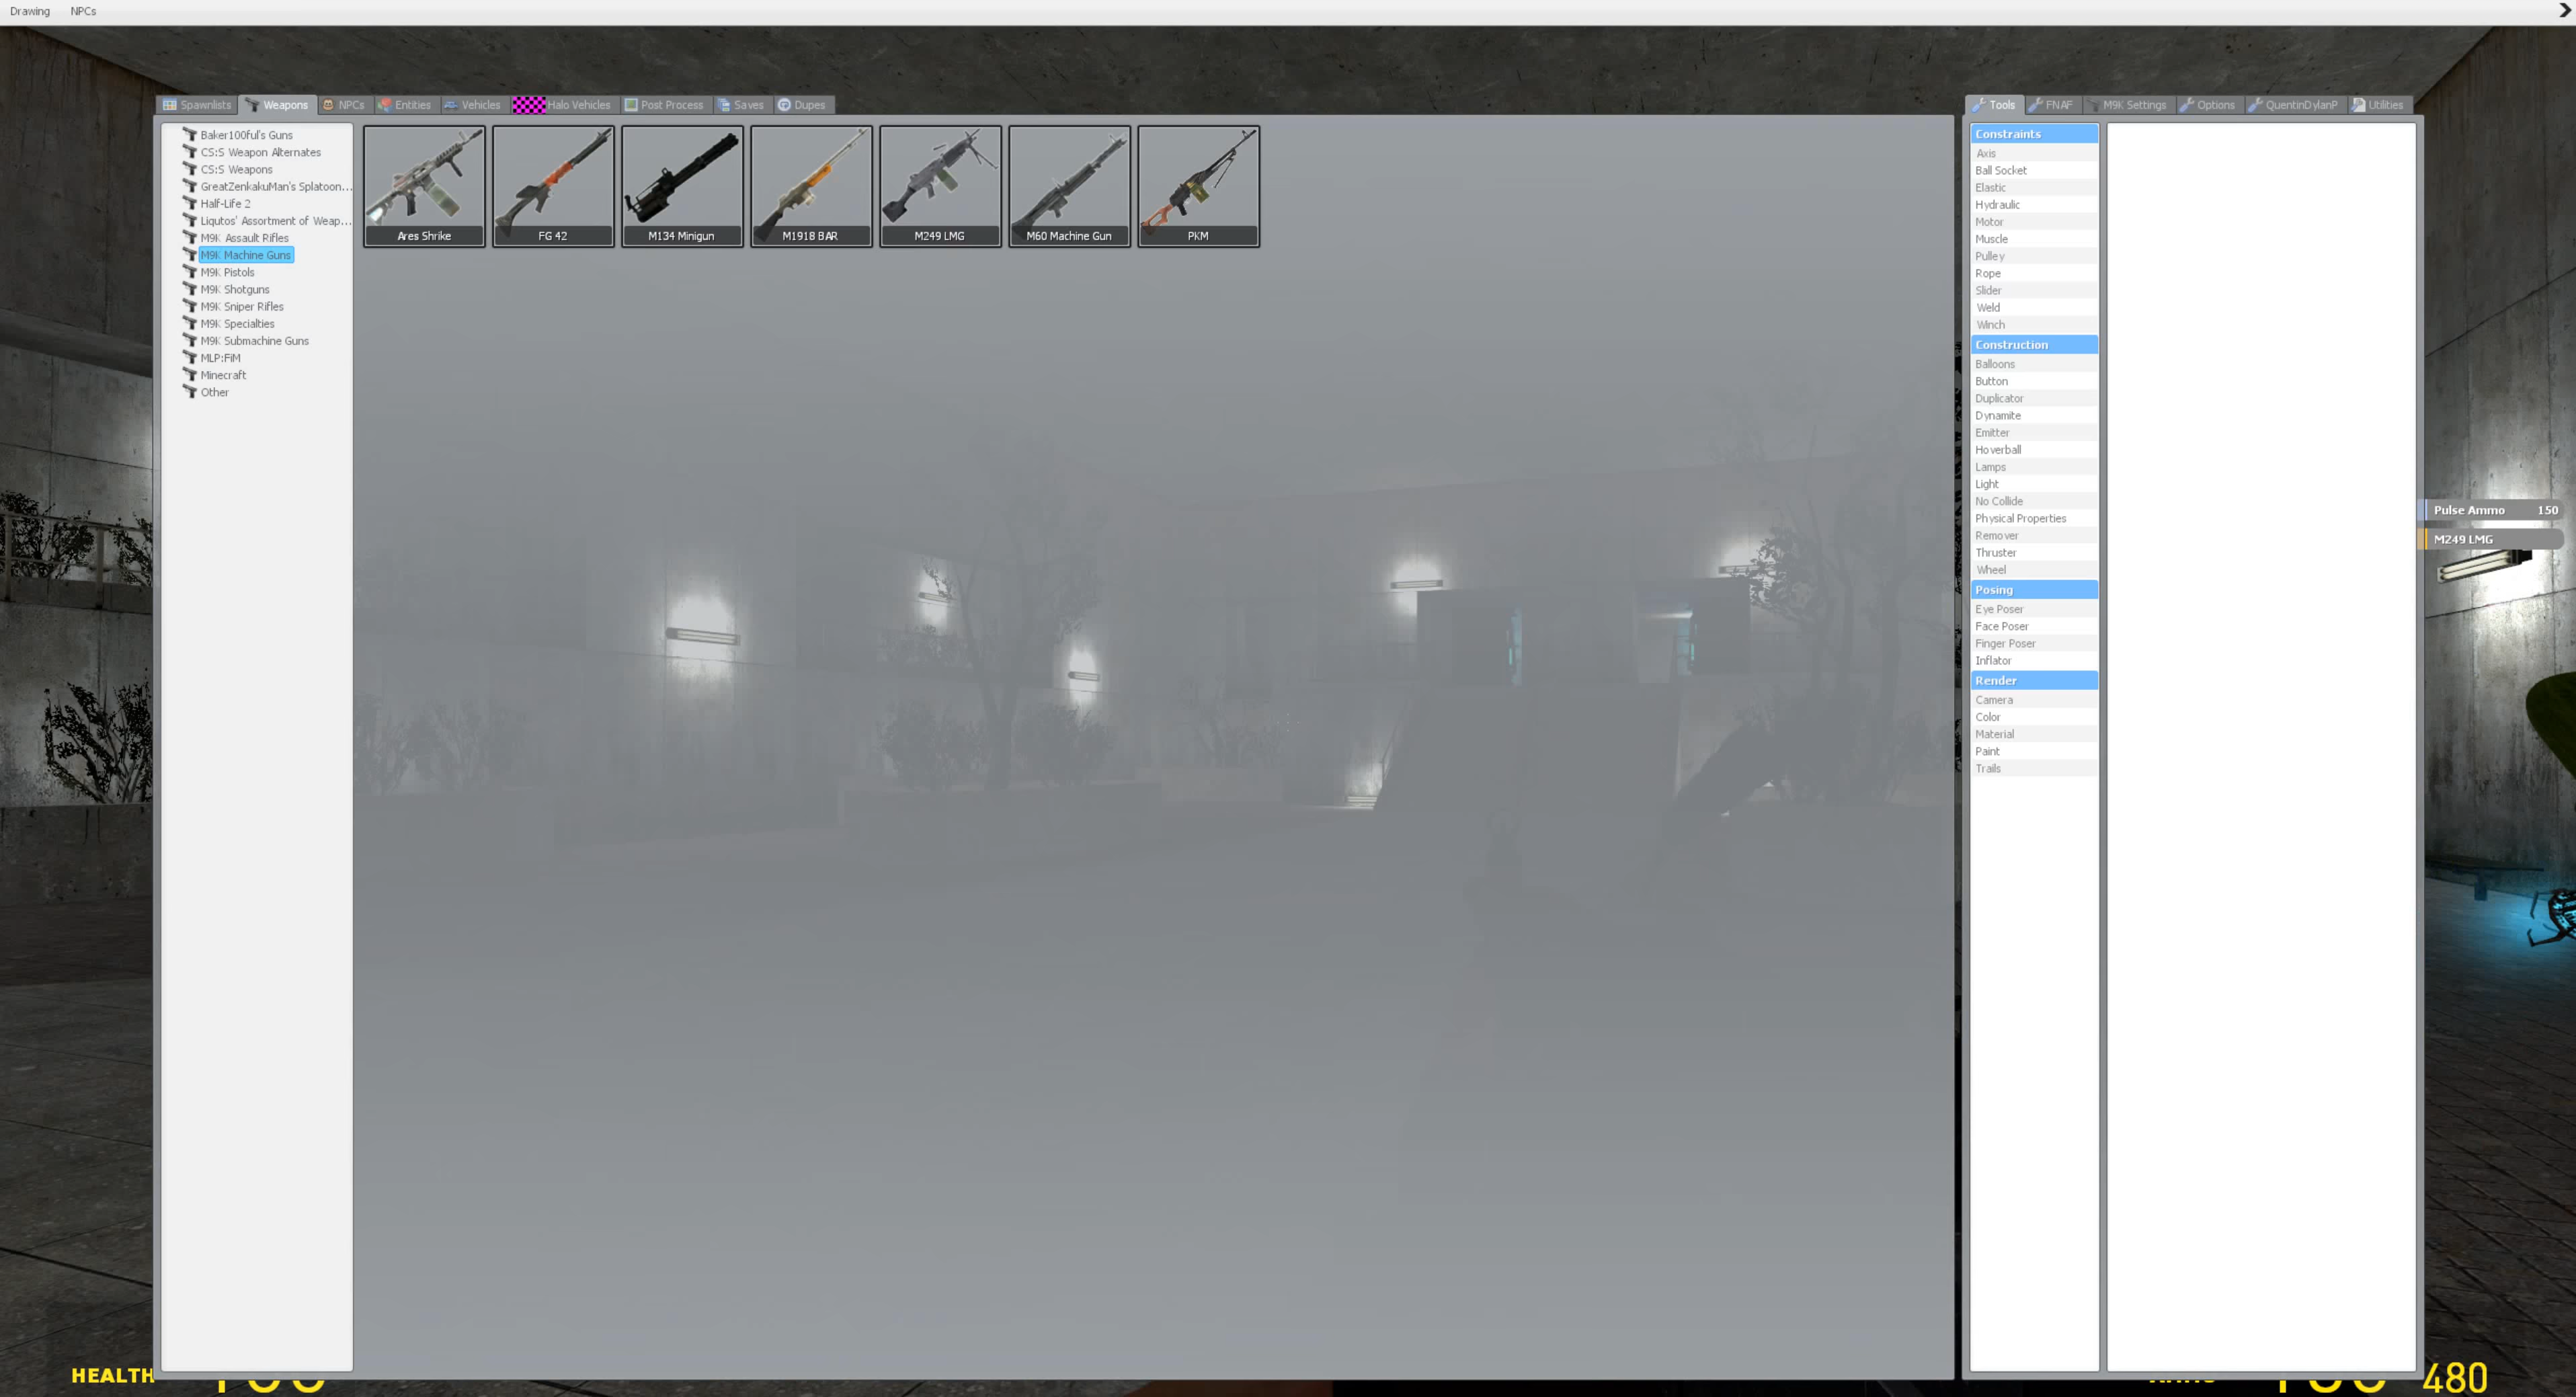 Drawing NPCs
Spawnlists Weapons NPCs Entities Vehicles Halo Vehicles Post Process Saves Dupes
Tools FNAF M9K Settings Options QuentinDylanP Utilities
Baker100ful's Guns
CS:S Weapon Alternates
CS:S Weapons
GreatZenkakuMan's Splatoon...
Half-Life 2
Liqutos' Assortment of Weap...
M9K Assault Rifles
M9K Machine Guns
M9K Pistols
M9K Shotguns
M9K Sniper Rifles
M9K Specialties
M9K Submachine Guns
MLP:FiM
Minecraft
Other
Ares Shrike FG 42 M134 Minigun M1918 BAR M249 LMG M60 Machine Gun PKM
Constraints
Axis
Ball Socket
Elastic
Hydraulic
Motor
Muscle
Pulley
Rope
Slider
Weld
Winch
Construction
Balloons
Button
Duplicator
Dynamite
Emitter
Hoverball
Lamps
Light
No Collide
Physical Properties
Remover
Thruster
Wheel
Posing
Eye Poser
Face Poser
Finger Poser
Inflator
Render
Camera
Color
Material
Paint
Trails
Pulse Ammo 150
M249 LMG
HEALTH
480